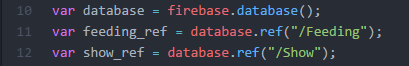 10 var database = firebase.database();
11 var feeding_ref = database.ref("/Feeding");
12 var show_ref = database.ref("/Show");